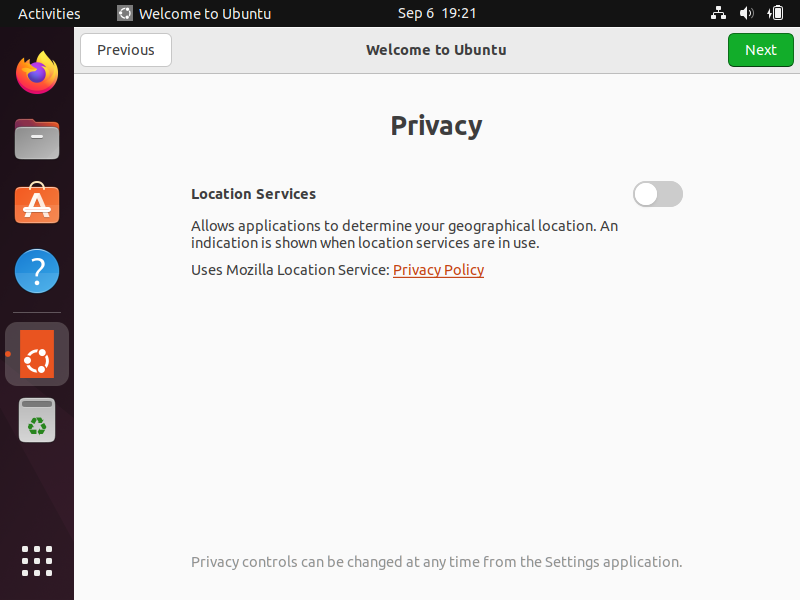 Activities
Welcome to Ubuntu
Sep 6 19:21
Previous
Welcome to Ubuntu
Next
Privacy
Location Services
Allows applications to determine your geographical location. An
indication is shown when location services are in use.
Uses Mozilla Location Service: Privacy Policy
Privacy controls can be changed at any time from the Settings application.